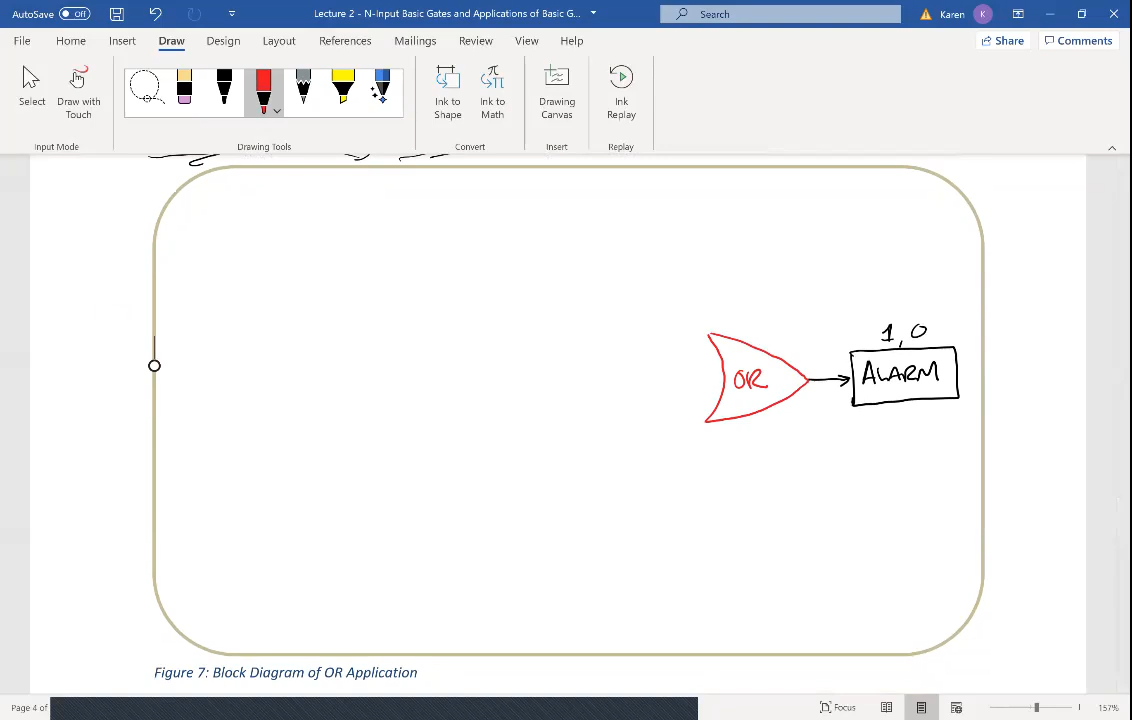 AutoSave Off Lecture 2 - N-Input Basic Gates and Applications of Basic G... Search Karen K
File Home Insert Draw Design Layout References Mailings Review View Help Share Comments
Select Draw with Touch Ink to Shape Ink to Math Drawing Canvas Ink Replay
Input Mode Drawing Tools Convert Insert Replay
1, 0
OR ALARM
Figure 7: Block Diagram of OR Application
Page 4 of Focus 157%